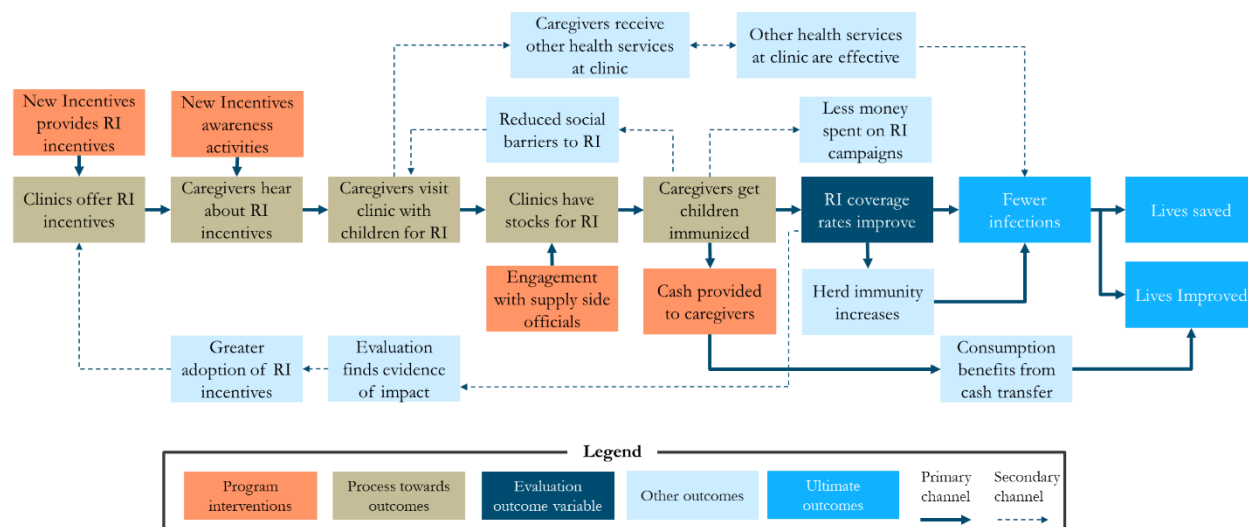 Caregivers receive
other health services
at clinic
Other health services
at clinic are effective
New Incentives
provides RI
incentives
New Incentives
awareness
activities
Reduced social
barriers to RI
Less money
spent on RI
campaigns
Clinics offer RI
incentives
Caregivers hear
about RI
incentives
Caregivers visit
clinic with
children for RI
Clinics have
stocks for RI
Caregivers get
children
immunized
RI coverage
rates improve
Fewer
infections
Lives saved
Engagement
with supply side
officials
Cash provided
to caregivers
Herd immunity
increases
Lives Improved
Greater
adoption of RI
incentives
Evaluation
finds evidence
of impact
Consumption
benefits from
cash transfer
Legend
Program
interventions
Process towards
outcomes
Evaluation
outcome variable
Other outcomes
Ultimate
outcomes
Primary
channel
Secondary
channel